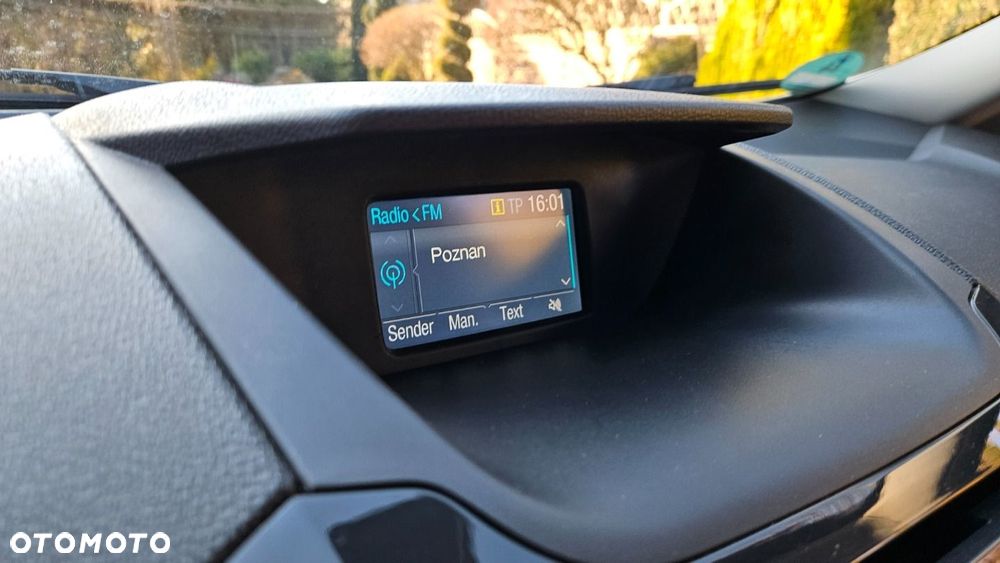 Radio < FM TP 16:01
Poznan
Sender Man. Text
OTOMOTO